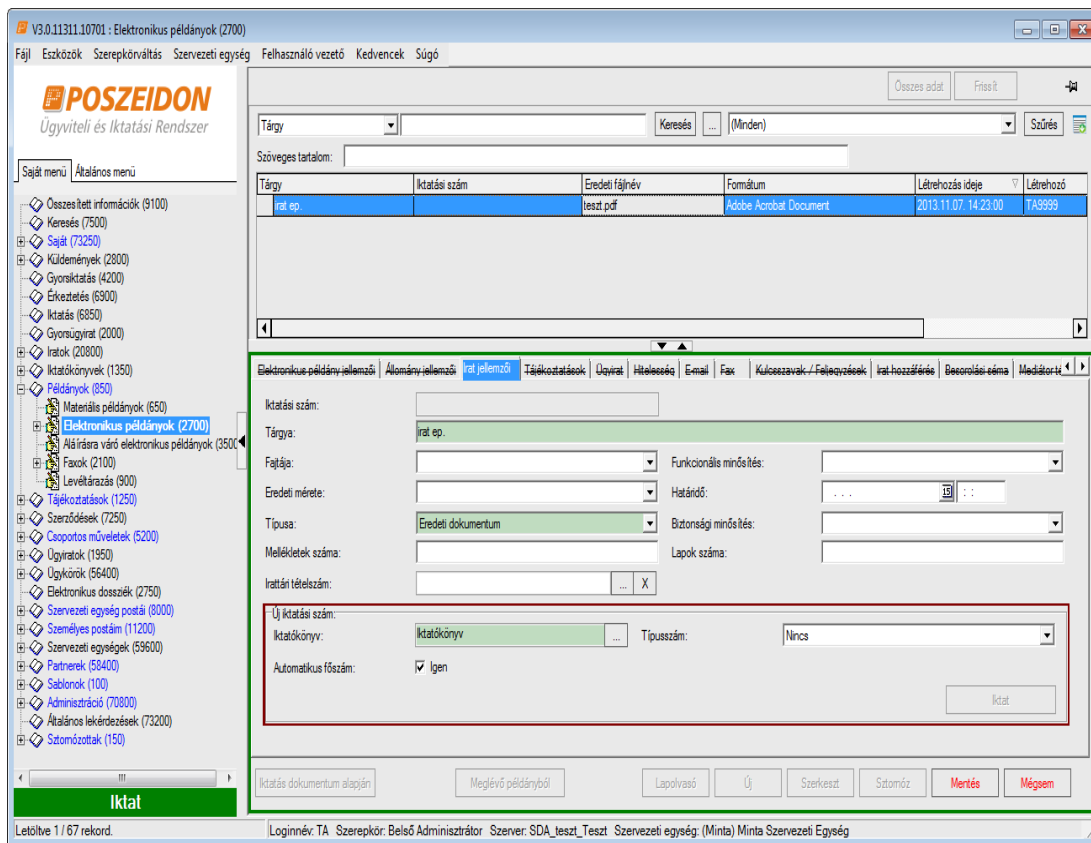 V3.0.11311.10701 : Elektronikus példányok (2700)
Fájl Eszközök Szerepkörváltás Szervezeti egység Felhasználó vezető Kedvencek Súgó
POSZEIDON
Ügyviteli és Iktatási Rendszer
Saját menü Általános menü
Összesített információk (9100)
Keresés (7500)
Saját (73250)
Küldemények (2800)
Gyorsiktatás (4200)
Érkeztetés (6900)
Iktatás (6850)
Gyorsügyirat (2000)
Iratok (20800)
Iktatókönyvek (1350)
Példányok (850)
Materiális példányok (650)
Elektronikus példányok (2700)
Aláírásra váró elektronikus példányok (3500
Faxok (2100)
Levéltárazás (900)
Tájékoztatások (1250)
Szerződések (7250)
Csoportos műveletek (5200)
Ügyiratok (1950)
Ügykörök (56400)
Elektronikus dossziék (2750)
Szervezeti egység postái (8000)
Személyes postáim (11200)
Szervezeti egységek (59600)
Partnerek (58400)
Sablonok (100)
Adminisztráció (70800)
Általános lekérdezések (73200)
Sztornózottak (150)
Iktat
Összes adat Frissít
Tárgy Keresés ... (Minden) Szűrés
Szöveges tartalom:
Tárgy Iktatási szám Eredeti fájlnév Formátum Létrehozás ideje Létrehozó
irat ep. teszt.pdf Adobe Acrobat Document 2013.11.07. 14:23:00 TA9999
Elektronikus példány jellemzői Állomány jellemzői Irat jellemzői Tájékoztatások Ügyirat Hitelesség E-mail Fax Kulcsszavak / Feljegyzések Irat hozzáférés Besorolási séma Mediátor té
Iktatási szám:
Tárgya: irat ep.
Fajtája: Funkcionális minősítés:
Eredeti mérete: Határidő: . . . 15 : :
Típusa: Eredeti dokumentum Biztonsági minősítés:
Mellékletek száma: Lapok száma:
Irattári tételszám: ... X
Új iktatási szám:
Iktatókönyv: Iktatókönyv ... Típusszám: Nincs
Automatikus főszám: Igen
Iktat
Iktatás dokumentum alapján Meglévő példányból Lapolvasó Új Szerkeszt Sztornóz Mentés Mégsem
Letöltve 1 / 67 rekord. Loginnév: TA Szerepkör: Belső Adminisztrátor Szerver: SDA_teszt_Teszt Szervezeti egység: (Minta) Minta Szervezeti Egység